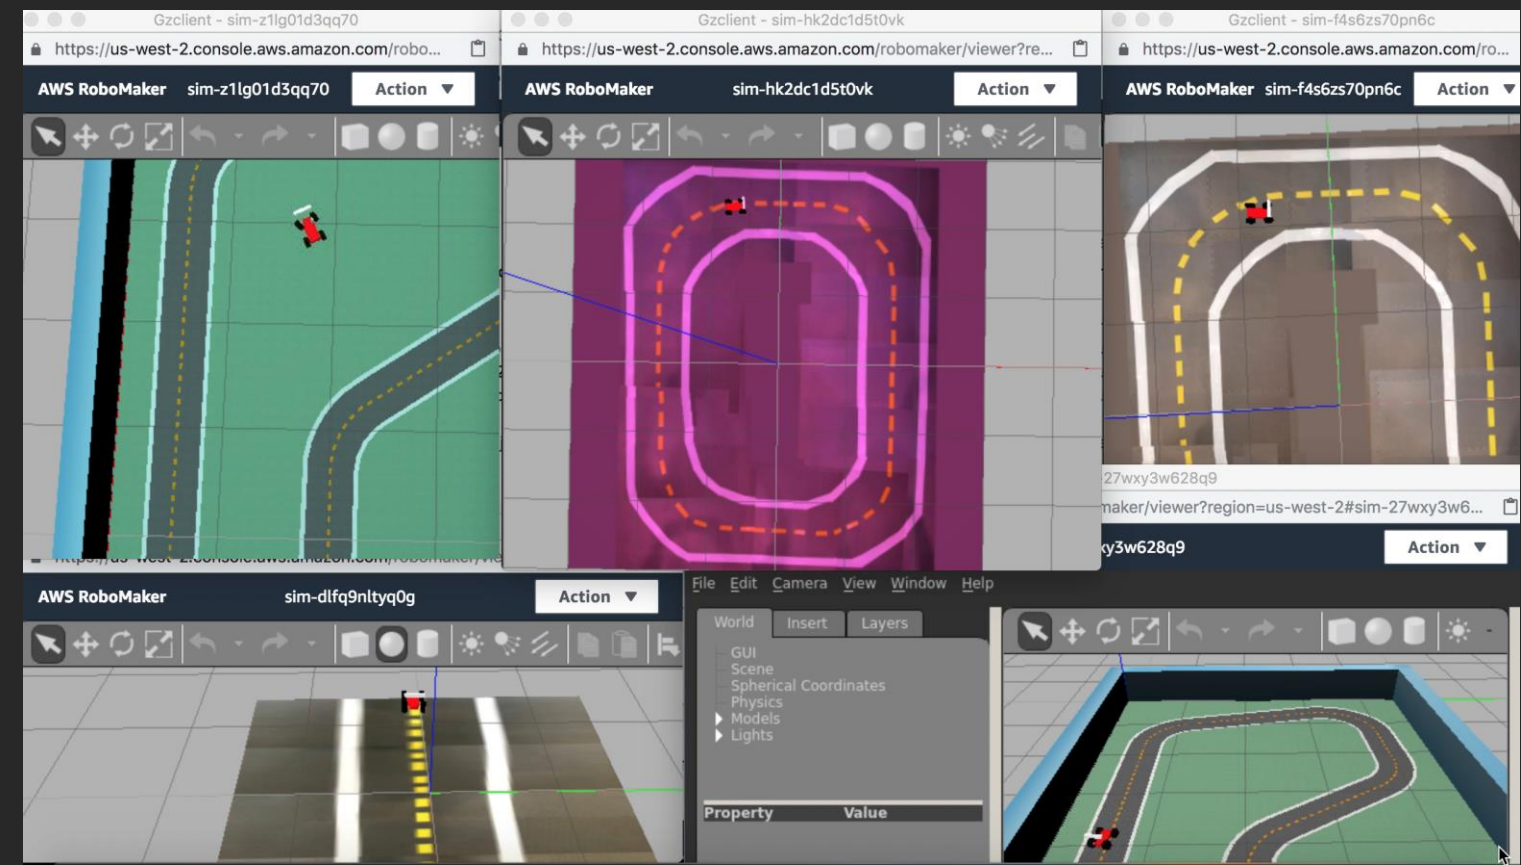 Gzclient - sim-z1lg01d3qq70
https://us-west-2.console.aws.amazon.com/robo...
AWS RoboMaker sim-z1lg01d3qq70 Action
Gzclient - sim-hk2dc1d5t0vk
https://us-west-2.console.aws.amazon.com/robomaker/viewer?re...
AWS RoboMaker sim-hk2dc1d5t0vk Action
Gzclient - sim-f4s6zs70pn6c
https://us-west-2.console.aws.amazon.com/ro...
AWS RoboMaker sim-f4s6zs70pn6c Action
27wxy3w628q9
maker/viewer?region=us-west-2#sim-27wxy3w6...
xy3w628q9 Action
AWS RoboMaker sim-dlfq9nltyq0g Action
File Edit Camera View Window Help
World Insert Layers
GUI
Scene
Spherical Coordinates
Physics
Models
Lights
Property Value